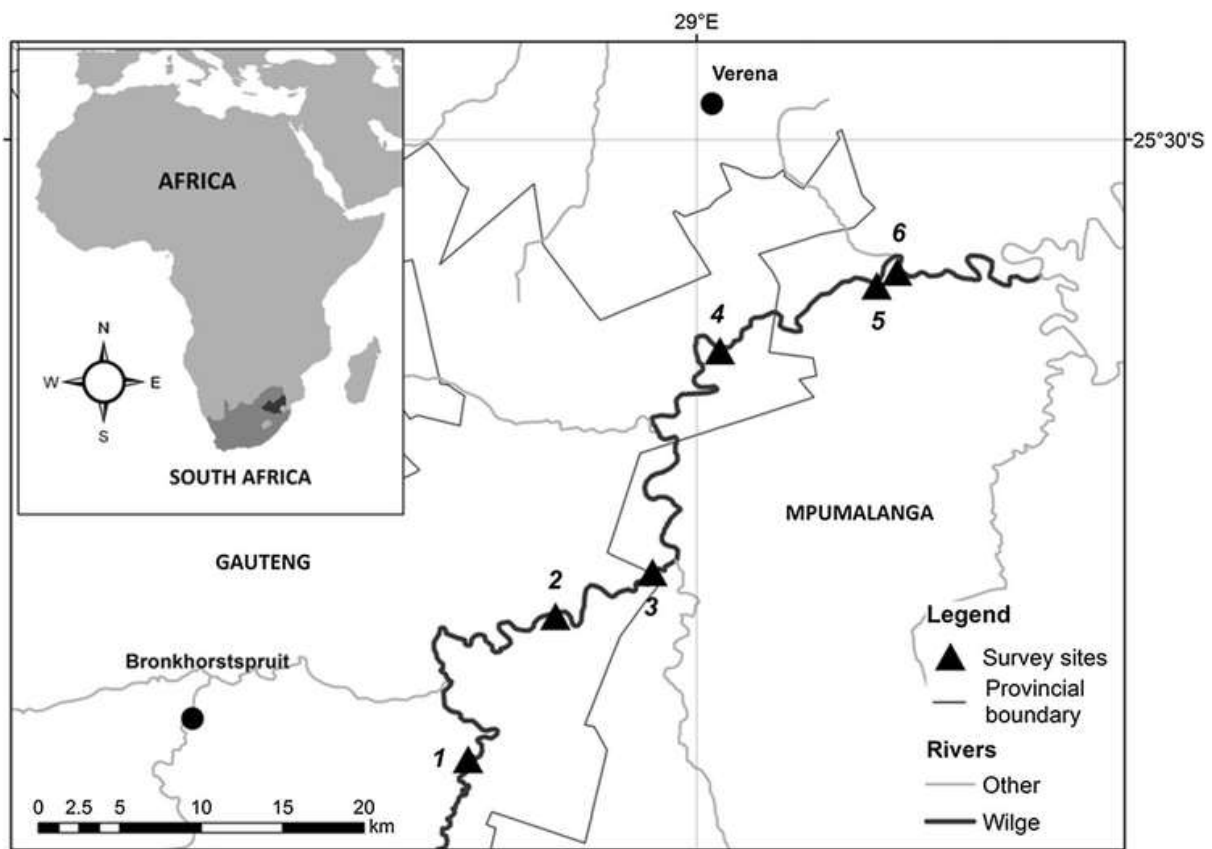 29°E
Verena
25°30'S
AFRICA
N
W
E
S
SOUTH AFRICA
6
5
4
MPUMALANGA
GAUTENG
2
3
Bronkhorstspruit
1
0 2.5 5 10 15 20
km
Legend
Survey sites
Provincial
boundary
Rivers
Other
Wilge